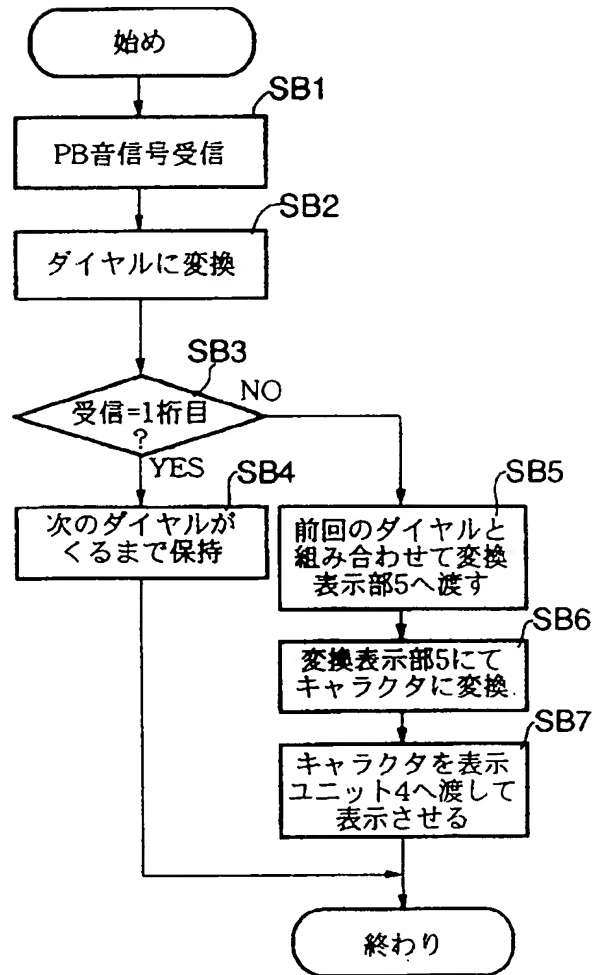 始め
SB1
PB音信号受信
SB2
ダイヤルに変換
SB3
受信=1桁目
?
NO
YES
SB4
次のダイヤルが
くるまで保持
SB5
前回のダイヤルと
組み合わせて変換
表示部5へ渡す
SB6
変換表示部5にて
キャラクタに変換
SB7
キャラクタを表示
ユニット4へ渡して
表示させる
終わり